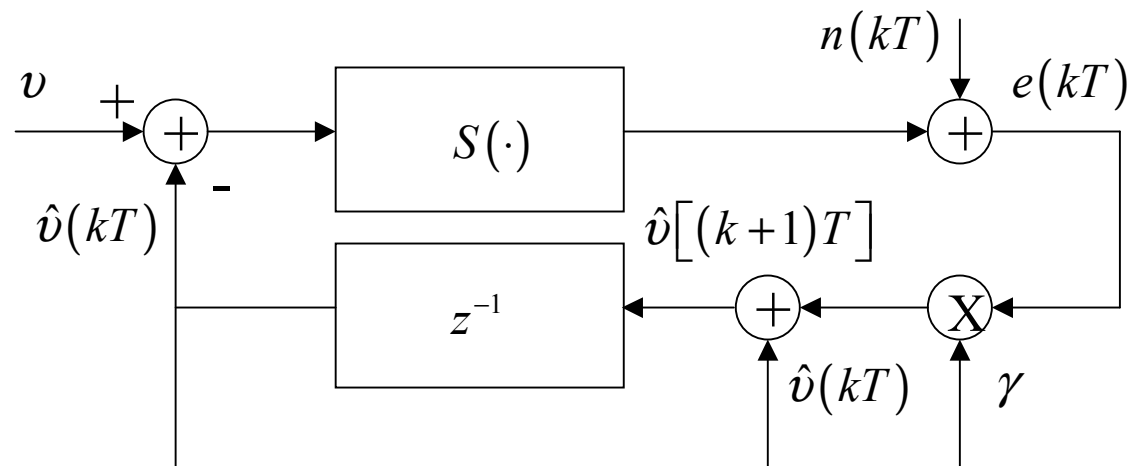 n(kT)
υ
+
+
S(·)
+
e(kT)
-
υ̂(kT)
υ̂[(k+1)T]
z⁻¹
+
X
υ̂(kT)
γ